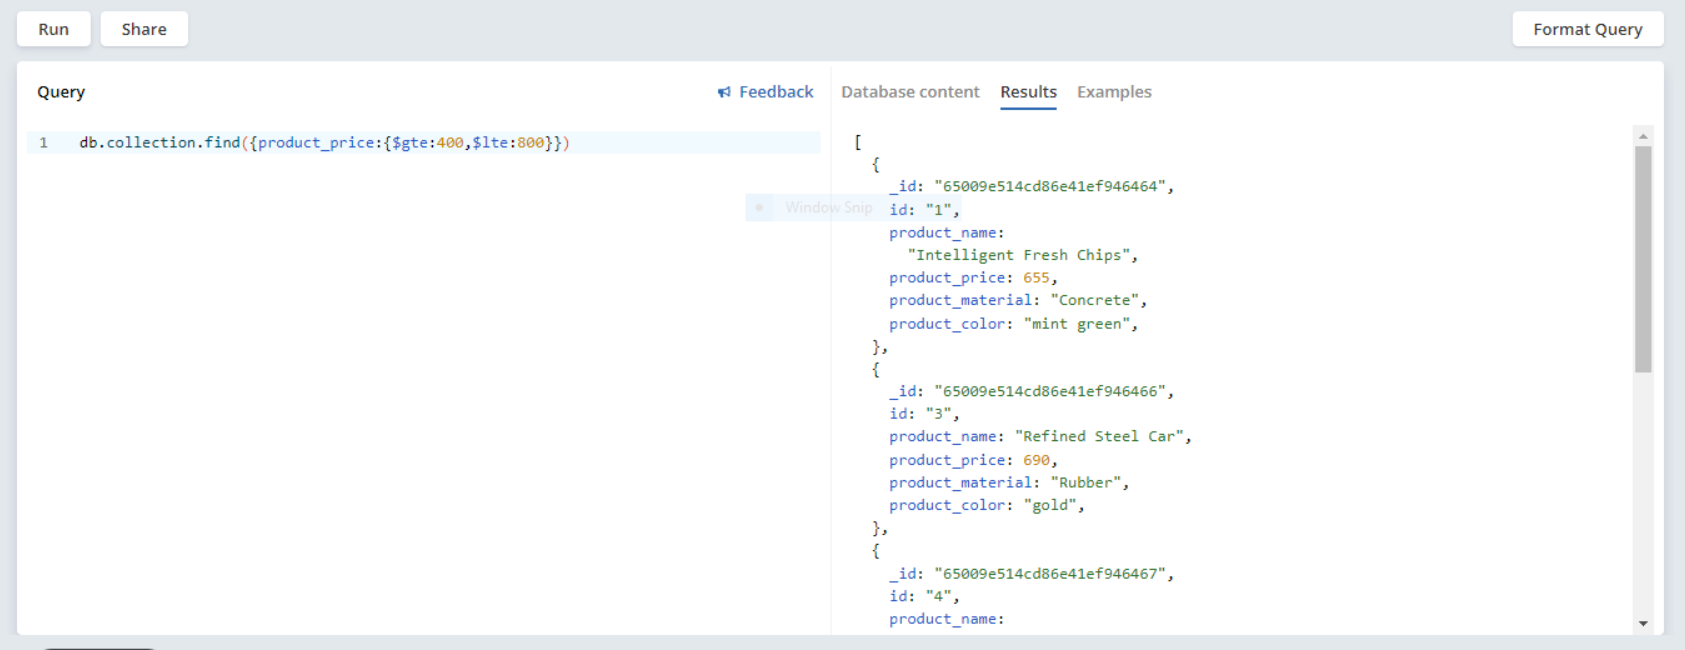 Run
Share
Format Query
Query
Feedback
Database content
Results
Examples
1 db.collection.find({product_price:{$gte:400,$lte:800}})
Window Snip
[
{
_id: "65009e514cd86e41ef946464",
id: "1",
product_name:
"Intelligent Fresh Chips",
product_price: 655,
product_material: "Concrete",
product_color: "mint green",
},
{
_id: "65009e514cd86e41ef946466",
id: "3",
product_name: "Refined Steel Car",
product_price: 690,
product_material: "Rubber",
product_color: "gold",
},
{
_id: "65009e514cd86e41ef946467",
id: "4",
product_name: